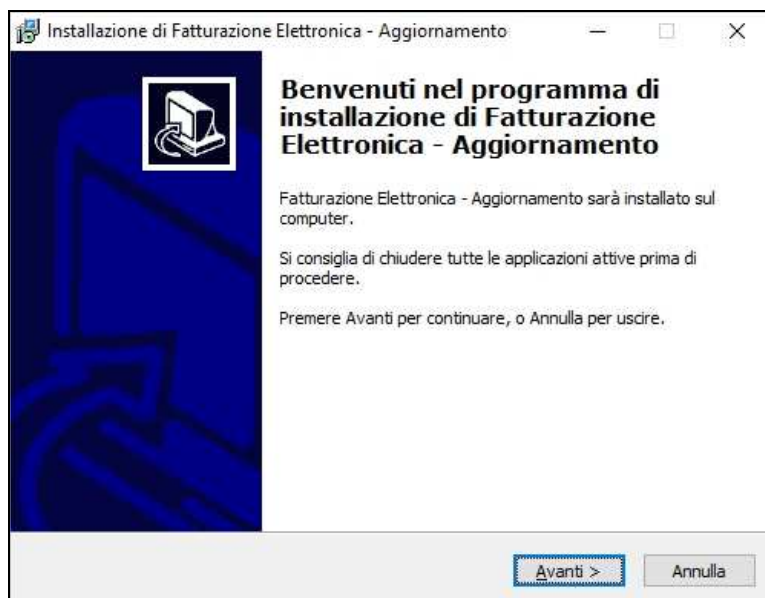 Installazione di Fatturazione Elettronica - Aggiornamento
Benvenuti nel programma di
installazione di Fatturazione
Elettronica - Aggiornamento
Fatturazione Elettronica - Aggiornamento sarà installato sul
computer.
Si consiglia di chiudere tutte le applicazioni attive prima di
procedere.
Premere Avanti per continuare, o Annulla per uscire.
Avanti >
Annulla